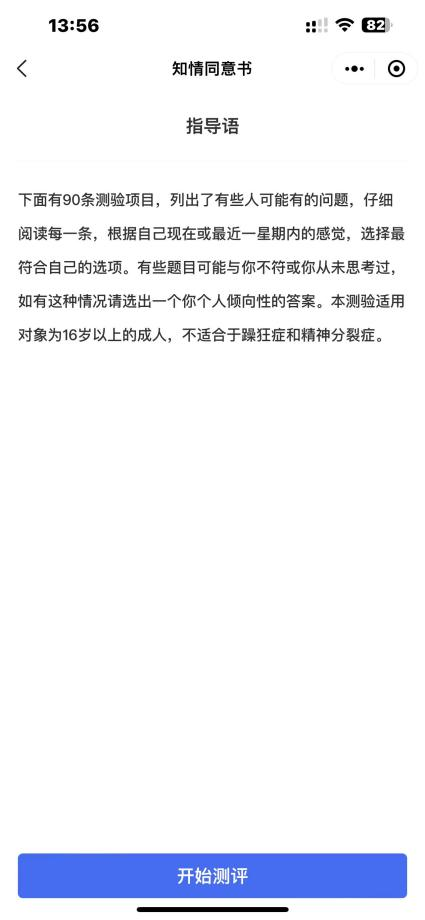 13:56
82
知情同意书
指导语
下面有90条测验项目，列出了有些人可能有的问题，仔细
阅读每一条，根据自己现在或最近一星期内的感觉，选择最
符合自己的选项。有些题目可能与你不符或你从未思考过，
如有这种情况请选出一个你个人倾向性的答案。本测验适用
对象为16岁以上的成人，不适合于躁狂症和精神分裂症。
开始测评